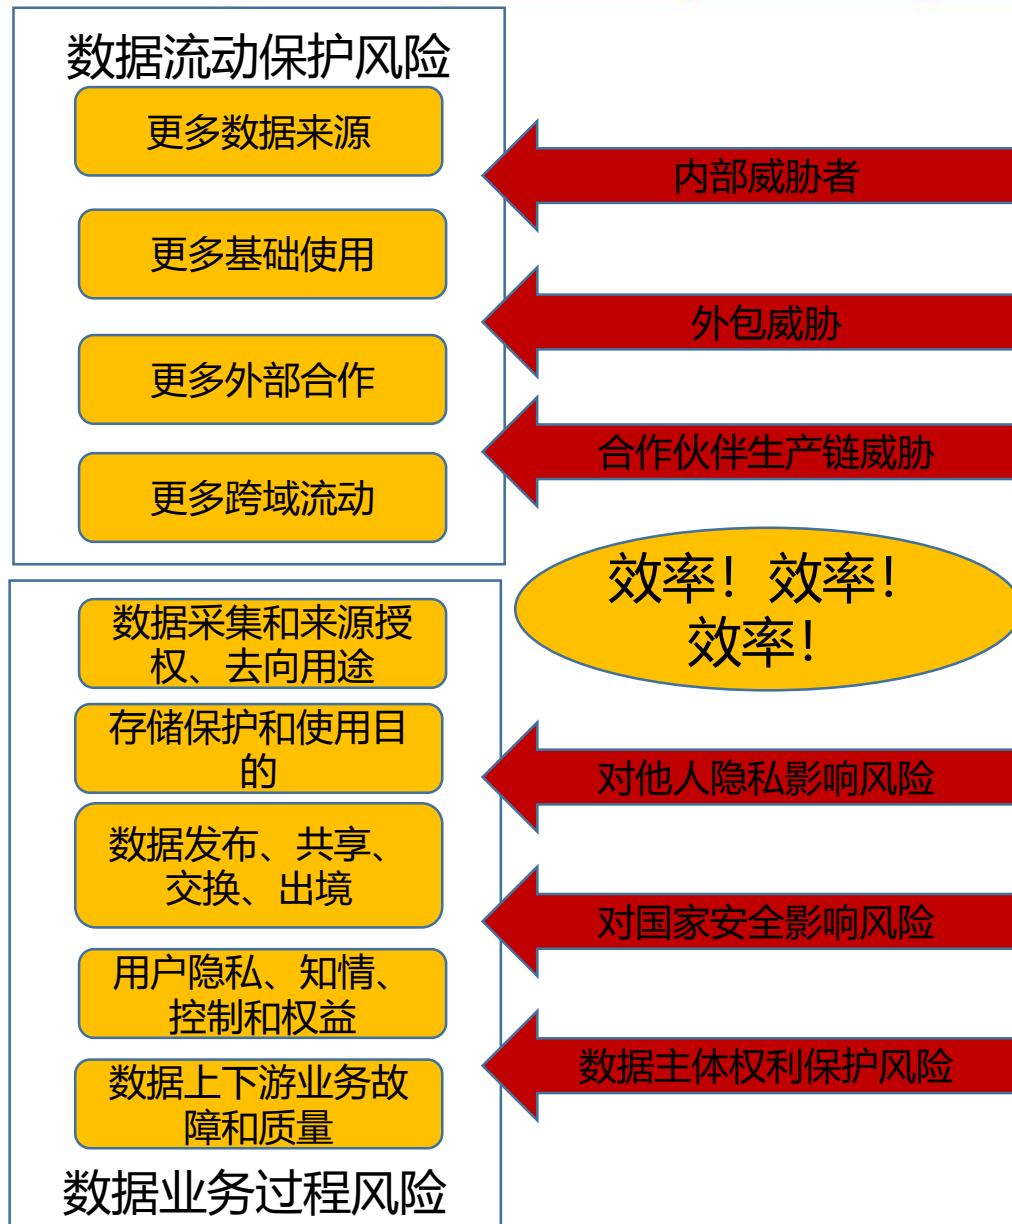 数据流动保护风险
更多数据来源
内部威胁者
更多基础使用
外包威胁
更多外部合作
合作伙伴生产链威胁
更多跨域流动
效率！效率！
效率！
数据采集和来源授
权、去向用途
存储保护和使用目
的
对他人隐私影响风险
数据发布、共享、
交换、出境
对国家安全影响风险
用户隐私、知情、
控制和权益
数据主体权利保护风险
数据上下游业务故
障和质量
数据业务过程风险